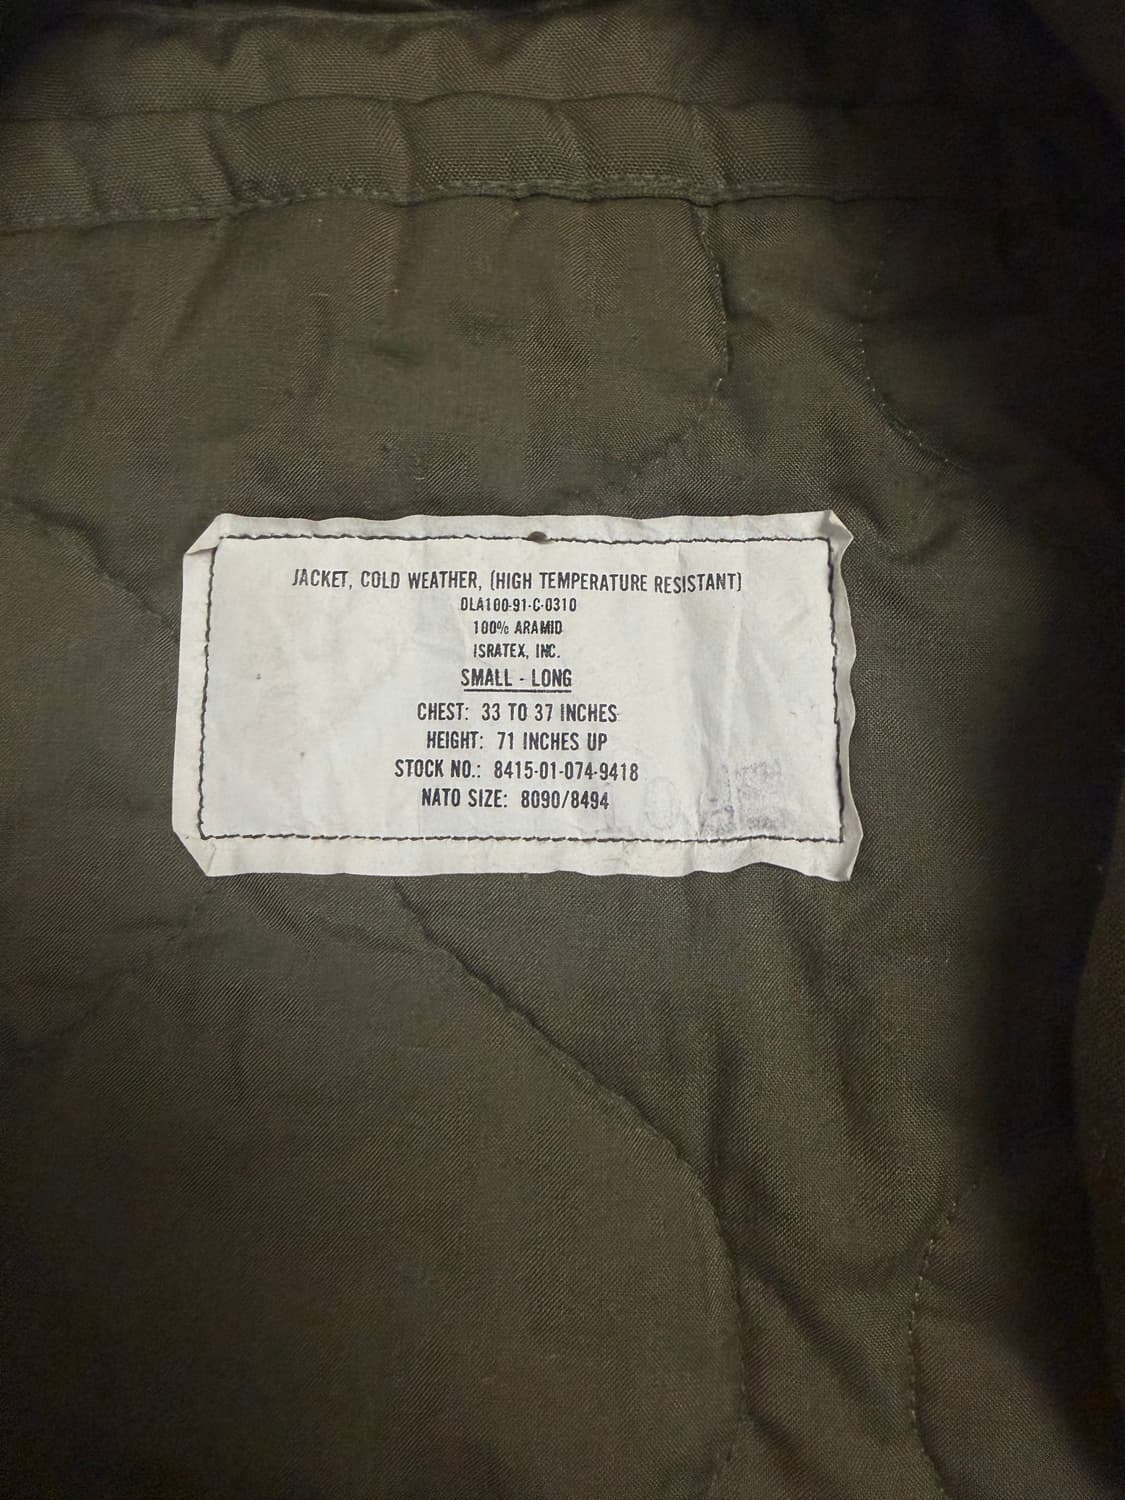 JACKET, COLD WEATHER, (HIGH TEMPERATURE RESISTANT)
DLA100-91-C-0310
100% ARAMID
ISRATEX, INC.
SMALL - LONG
CHEST: 33 TO 37 INCHES
HEIGHT: 71 INCHES UP
STOCK NO.: 8415-01-074-9418
NATO SIZE: 8090/8494